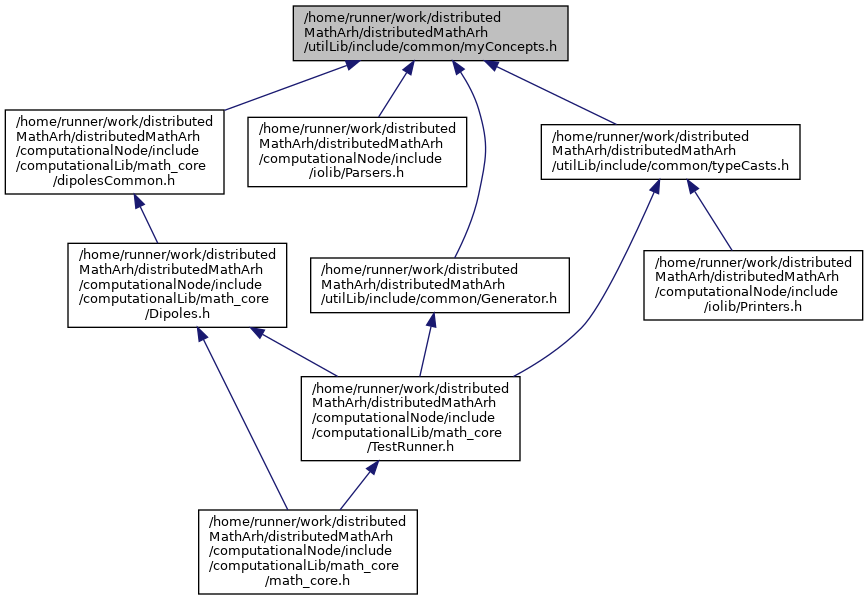 /home/runner/work/distributed
MathArh/distributedMathArh
/utilLib/include/common/myConcepts.h
/home/runner/work/distributed
MathArh/distributedMathArh
/computationalNode/include
/computationalLib/math_core
/dipolesCommon.h
/home/runner/work/distributed
MathArh/distributedMathArh
/computationalNode/include
/iolib/Parsers.h
/home/runner/work/distributed
MathArh/distributedMathArh
/utilLib/include/common/typeCasts.h
/home/runner/work/distributed
MathArh/distributedMathArh
/computationalNode/include
/computationalLib/math_core
/Dipoles.h
/home/runner/work/distributed
MathArh/distributedMathArh
/utilLib/include/common/Generator.h
/home/runner/work/distributed
MathArh/distributedMathArh
/computationalNode/include
/iolib/Printers.h
/home/runner/work/distributed
MathArh/distributedMathArh
/computationalNode/include
/computationalLib/math_core
/TestRunner.h
/home/runner/work/distributed
MathArh/distributedMathArh
/computationalNode/include
/computationalLib/math_core
/math_core.h